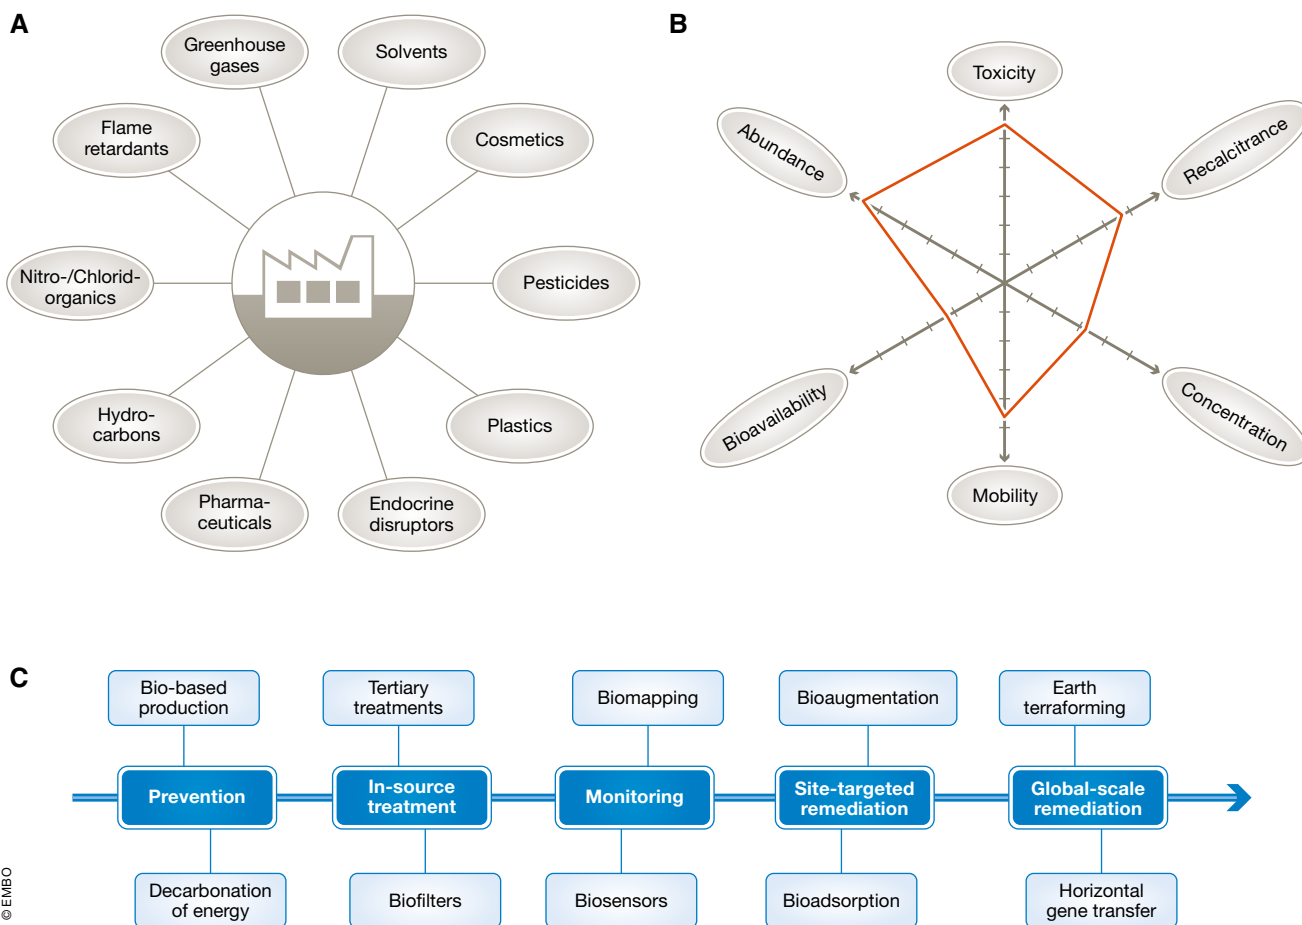 A
Greenhouse
gases
Solvents
Flame
retardants
Cosmetics
Nitro-/Chlorid-
organics
Pesticides
Hydro-
carbons
Plastics
Pharma-
ceuticals
Endocrine
disruptors
B
Toxicity
Abundance
Recalcitrance
Bioavailability
Concentration
Mobility
C
Bio-based
production
Tertiary
treatments
Biomapping
Bioaugmentation
Earth
terraforming
Prevention
In-source
treatment
Monitoring
Site-targeted
remediation
Global-scale
remediation
Decarbonation
of energy
Biofilters
Biosensors
Bioadsorption
Horizontal
gene transfer
© EMBO